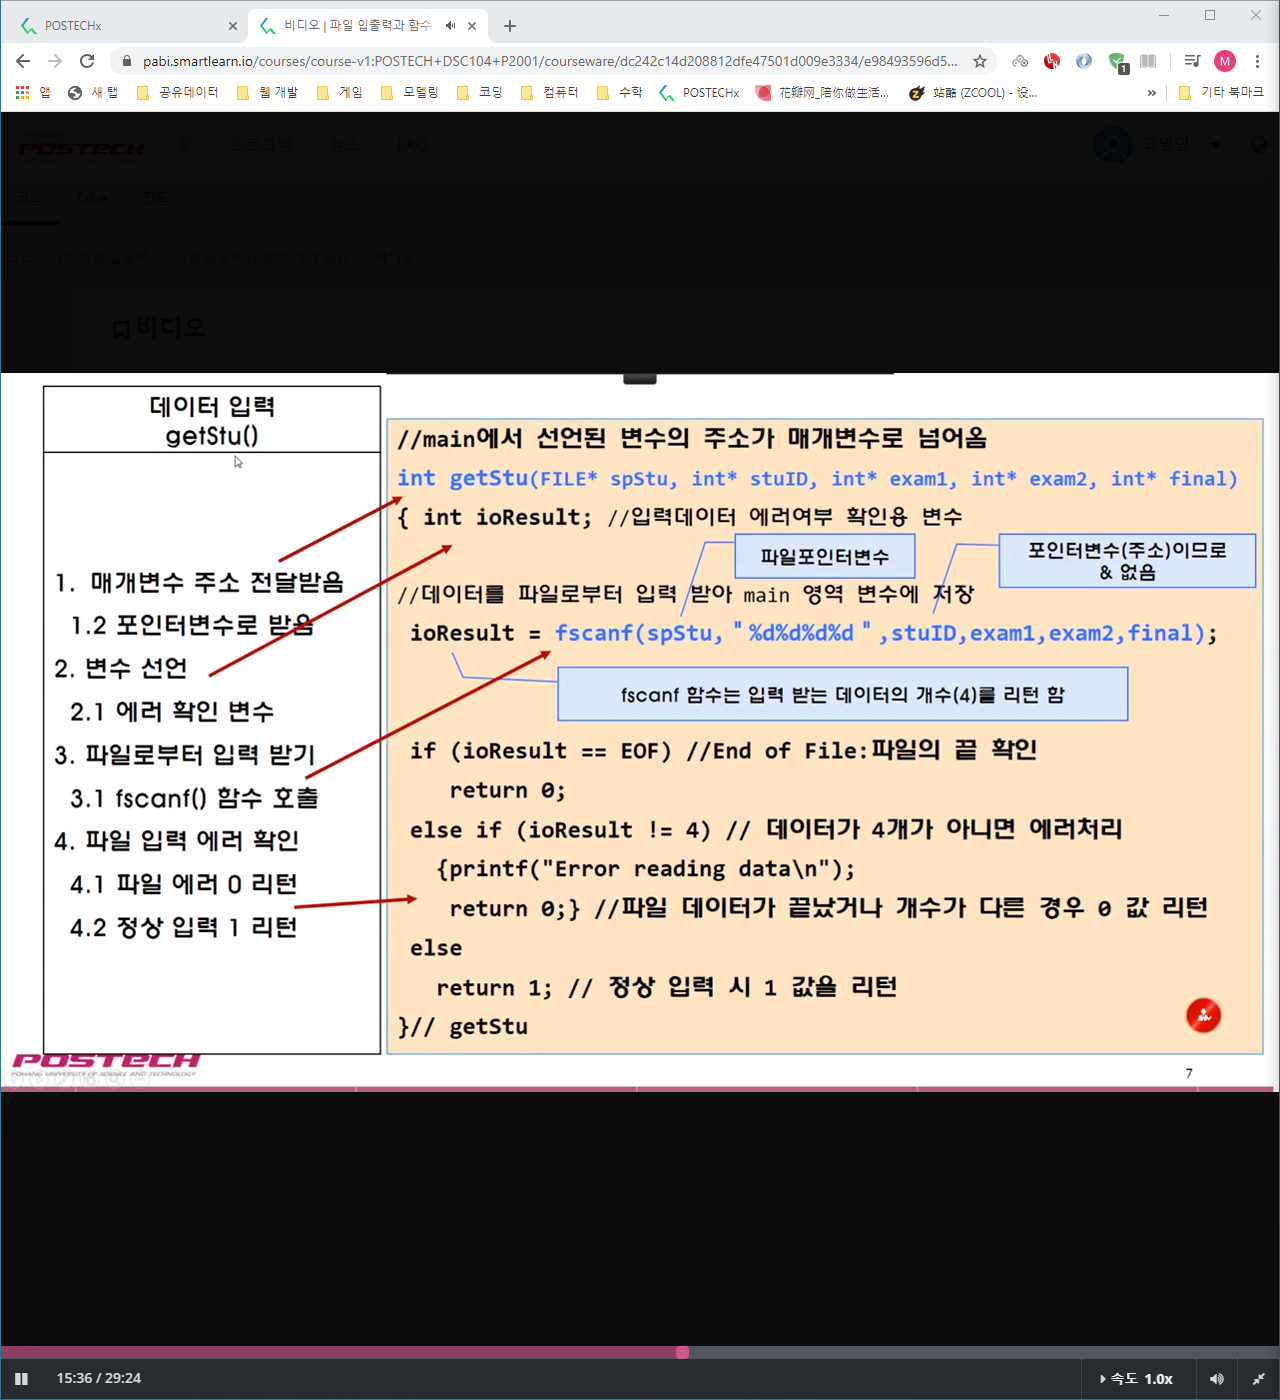 POSTECHx
비디오 | 파일 입출력과 함수
pabi.smartlearn.io/courses/course-v1:POSTECH+DSC104+P2001/courseware/dc242c14d208812dfe47501d009e3334/e98493596d5...
1
M
앱
새 탭
공유데이터
웹 개발
게임
모델링
코딩
컴퓨터
수학
POSTECHx
花瓣网_陪你做生活...
站酷 (ZCOOL) - 设...
»
기타 북마크
POSTECH
홈
프로그램
뉴스
FAQ
고영인
코스
Q&A
진도
비디오
데이터 입력
getStu()
1. 매개변수 주소 전달받음
1.2 포인터변수로 받음
2. 변수 선언
2.1 에러 확인 변수
3. 파일로부터 입력 받기
3.1 fscanf() 함수 호출
4. 파일 입력 에러 확인
4.1 파일 에러 0 리턴
4.2 정상 입력 1 리턴
//main에서 선언된 변수의 주소가 매개변수로 넘어옴
int getStu(FILE* spStu, int* stuID, int* exam1, int* exam2, int* final)
{ int ioResult; //입력데이터 에러여부 확인용 변수
파일포인터변수
포인터변수(주소)이므로
& 없음
//데이터를 파일로부터 입력 받아 main 영역 변수에 저장
ioResult = fscanf(spStu,"%d%d%d%d",stuID,exam1,exam2,final);
fscanf 함수는 입력 받는 데이터의 개수(4)를 리턴 함
if (ioResult == EOF) //End of File:파일의 끝 확인
return 0;
else if (ioResult != 4) // 데이터가 4개가 아니면 에러처리
{printf("Error reading data\n");
return 0;} //파일 데이터가 끝났거나 개수가 다른 경우 0 값 리턴
else
return 1; // 정상 입력 시 1 값을 리턴
}// getStu
POSTECH
POHANG UNIVERSITY OF SCIENCE AND TECHNOLOGY
7
15:36 / 29:24
속도 1.0x